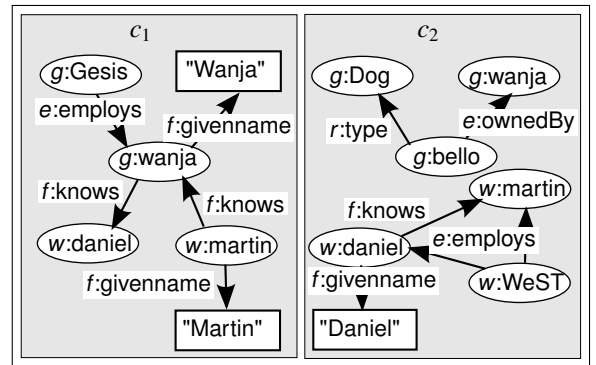 c1
g:Gesis
"Wanja"
e:employs
f:givenname
g:wanja
f:knows
f:knows
w:daniel
w:martin
f:givenname
"Martin"
c2
g:Dog
g:wanja
r:type
e:ownedBy
g:bello
w:martin
f:knows
e:employs
w:daniel
f:givenname
w:WeST
"Daniel"